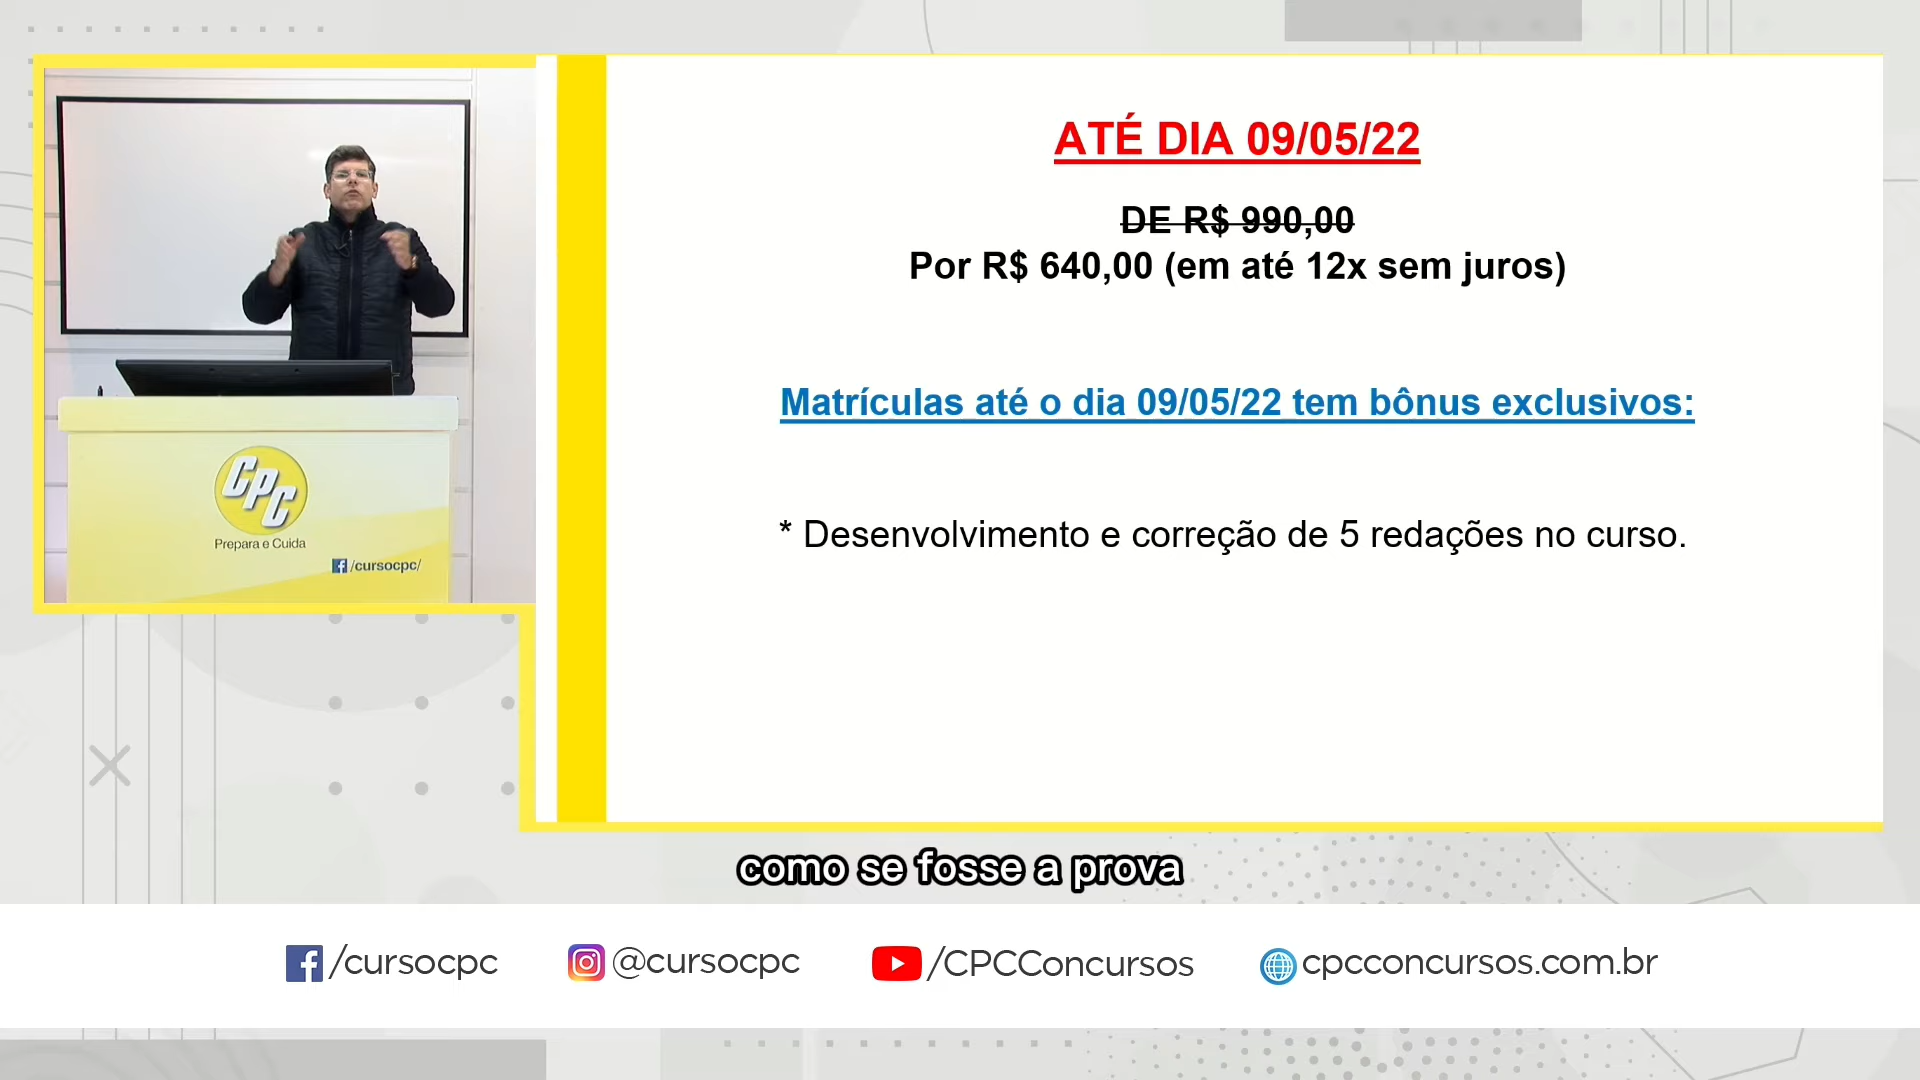 ATÉ DIA 09/05/22
DE R$ 990,00
Por R$ 640,00 (em até 12x sem juros)
Matrículas até o dia 09/05/22 tem bônus exclusivos:
* Desenvolvimento e correção de 5 redações no curso.
CPC
Prepara e Cuida
/cursocpc/
como se fosse a prova
/cursocpc
@cursocpc
/CPCConcursos
cpcconcursos.com.br